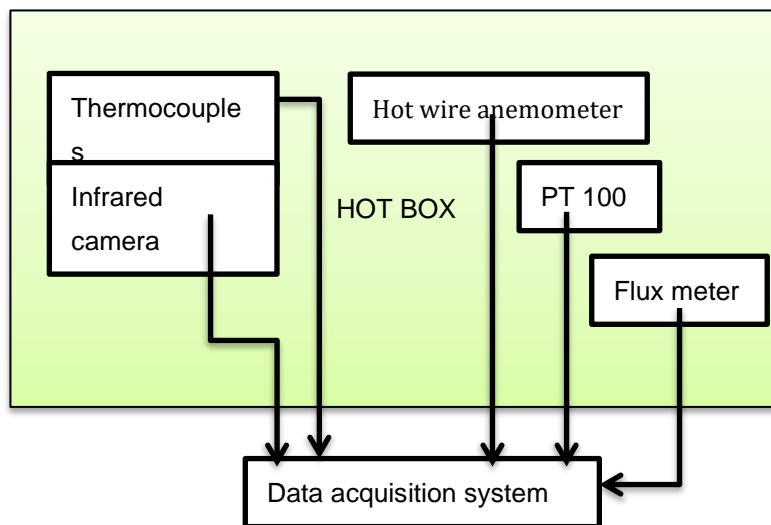 Thermocouple
s
Hot wire anemometer
Infrared
camera
HOT BOX
PT 100
Flux meter
Data acquisition system